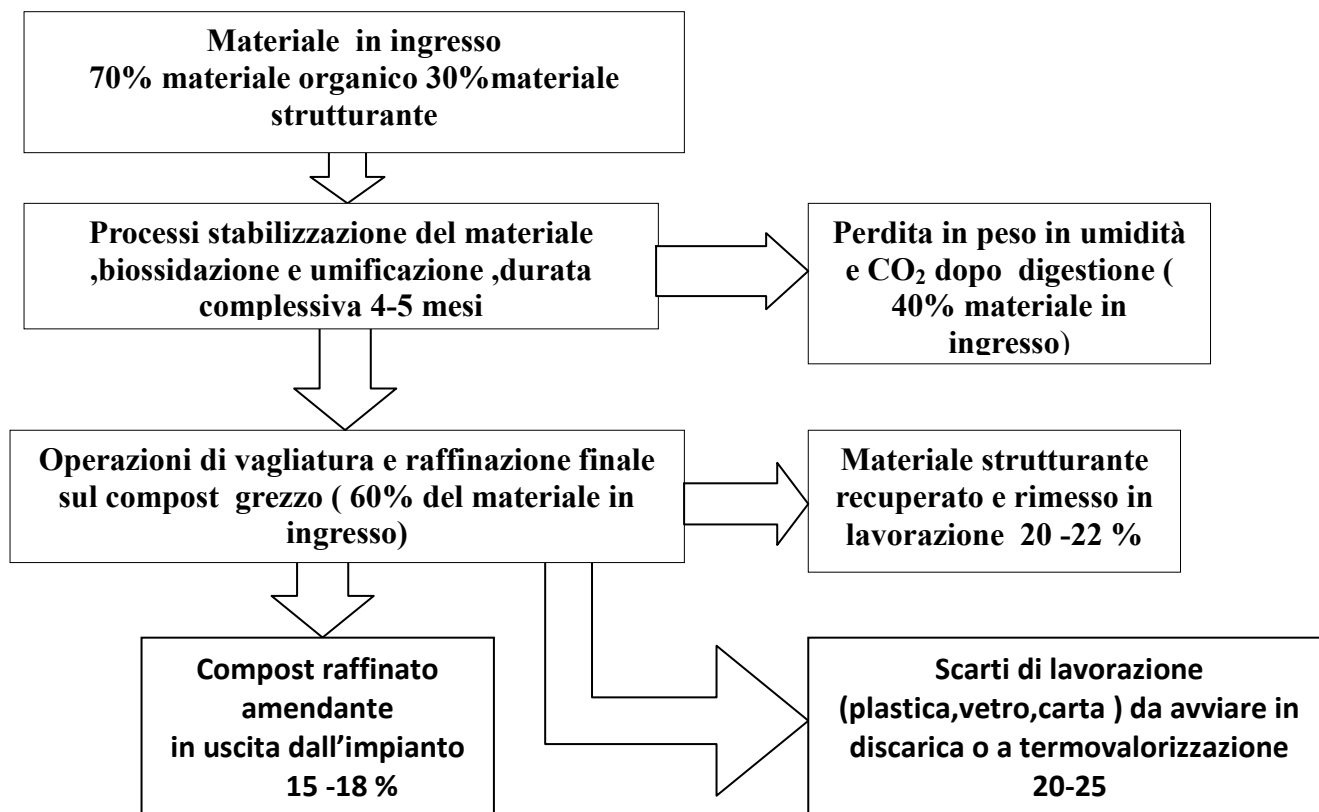 Materiale in ingresso
70% materiale organico 30%materiale
strutturante
Processi stabilizzazione del materiale
,biossidazione e umificazione ,durata
complessiva 4-5 mesi
Perdita in peso in umidità
e CO₂ dopo digestione (
40% materiale in
ingresso)
Operazioni di vagliatura e raffinazione finale
sul compost grezzo ( 60% del materiale in
ingresso)
Materiale strutturante
recuperato e rimesso in
lavorazione 20 -22 %
Compost raffinato
amendante
in uscita dall’impianto
15 -18 %
Scarti di lavorazione
(plastica,vetro,carta ) da avviare in
discarica o a termovalorizzazione
20-25